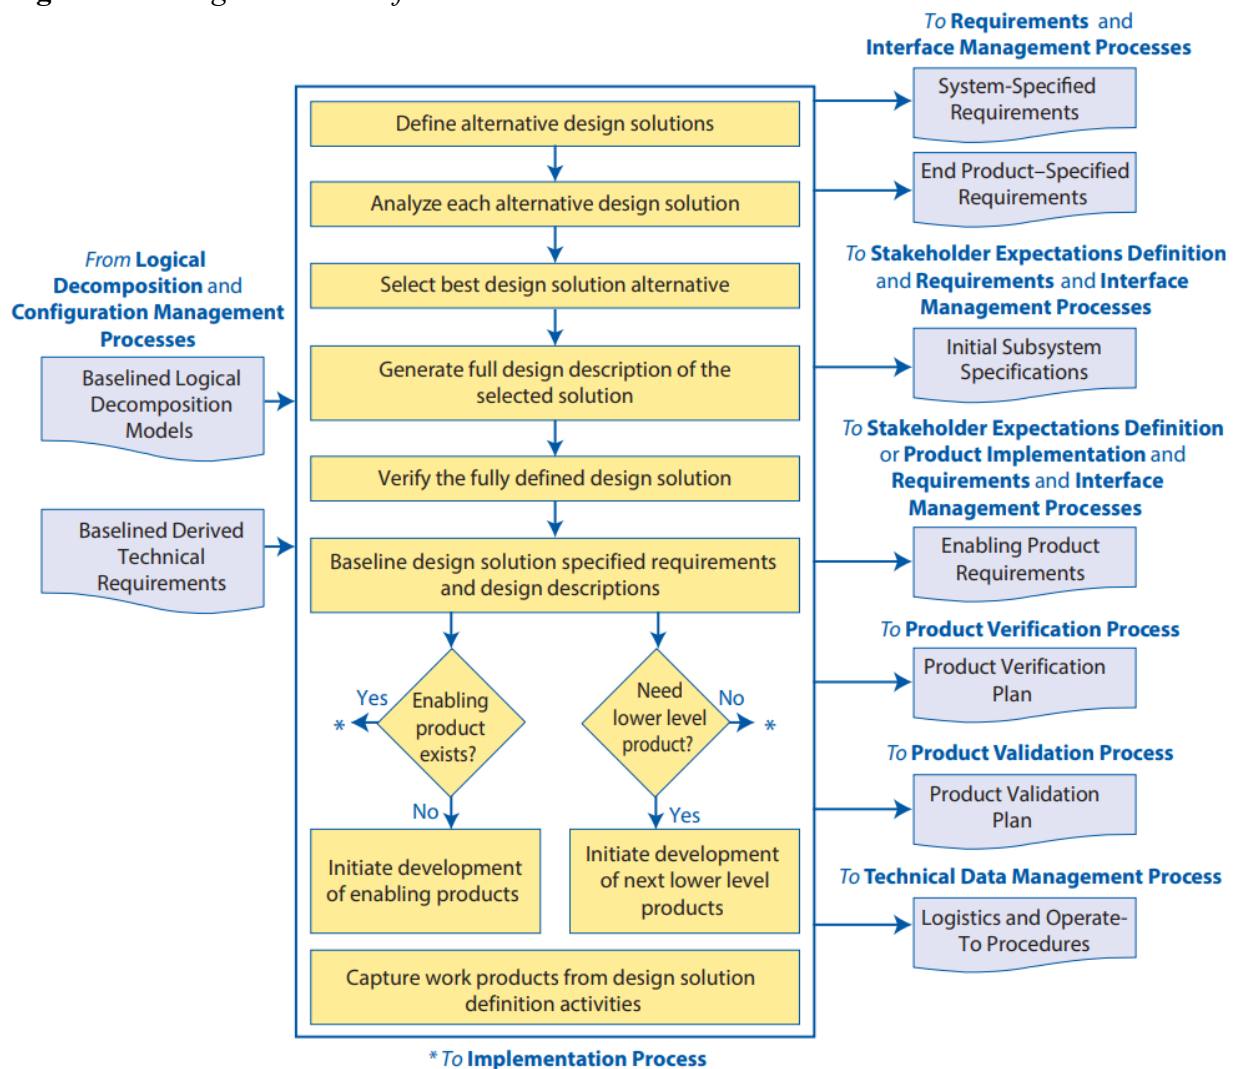 To Requirements and
Interface Management Processes
System-Specified
Requirements
End Product–Specified
Requirements
To Stakeholder Expectations Definition
and Requirements and Interface
Management Processes
Initial Subsystem
Specifications
To Stakeholder Expectations Definition
or Product Implementation and
Requirements and Interface
Management Processes
Enabling Product
Requirements
To Product Verification Process
Product Verification
Plan
To Product Validation Process
Product Validation
Plan
To Technical Data Management Process
Logistics and Operate-
To Procedures
From Logical
Decomposition and
Configuration Management
Processes
Baselined Logical
Decomposition
Models
Baselined Derived
Technical
Requirements
Define alternative design solutions
Analyze each alternative design solution
Select best design solution alternative
Generate full design description of the
selected solution
Verify the fully defined design solution
Baseline design solution specified requirements
and design descriptions
Enabling
product
exists?
Yes
*
No
Need
lower level
product?
No
*
Yes
Initiate development
of enabling products
Initiate development
of next lower level
products
Capture work products from design solution
definition activities
* To Implementation Process